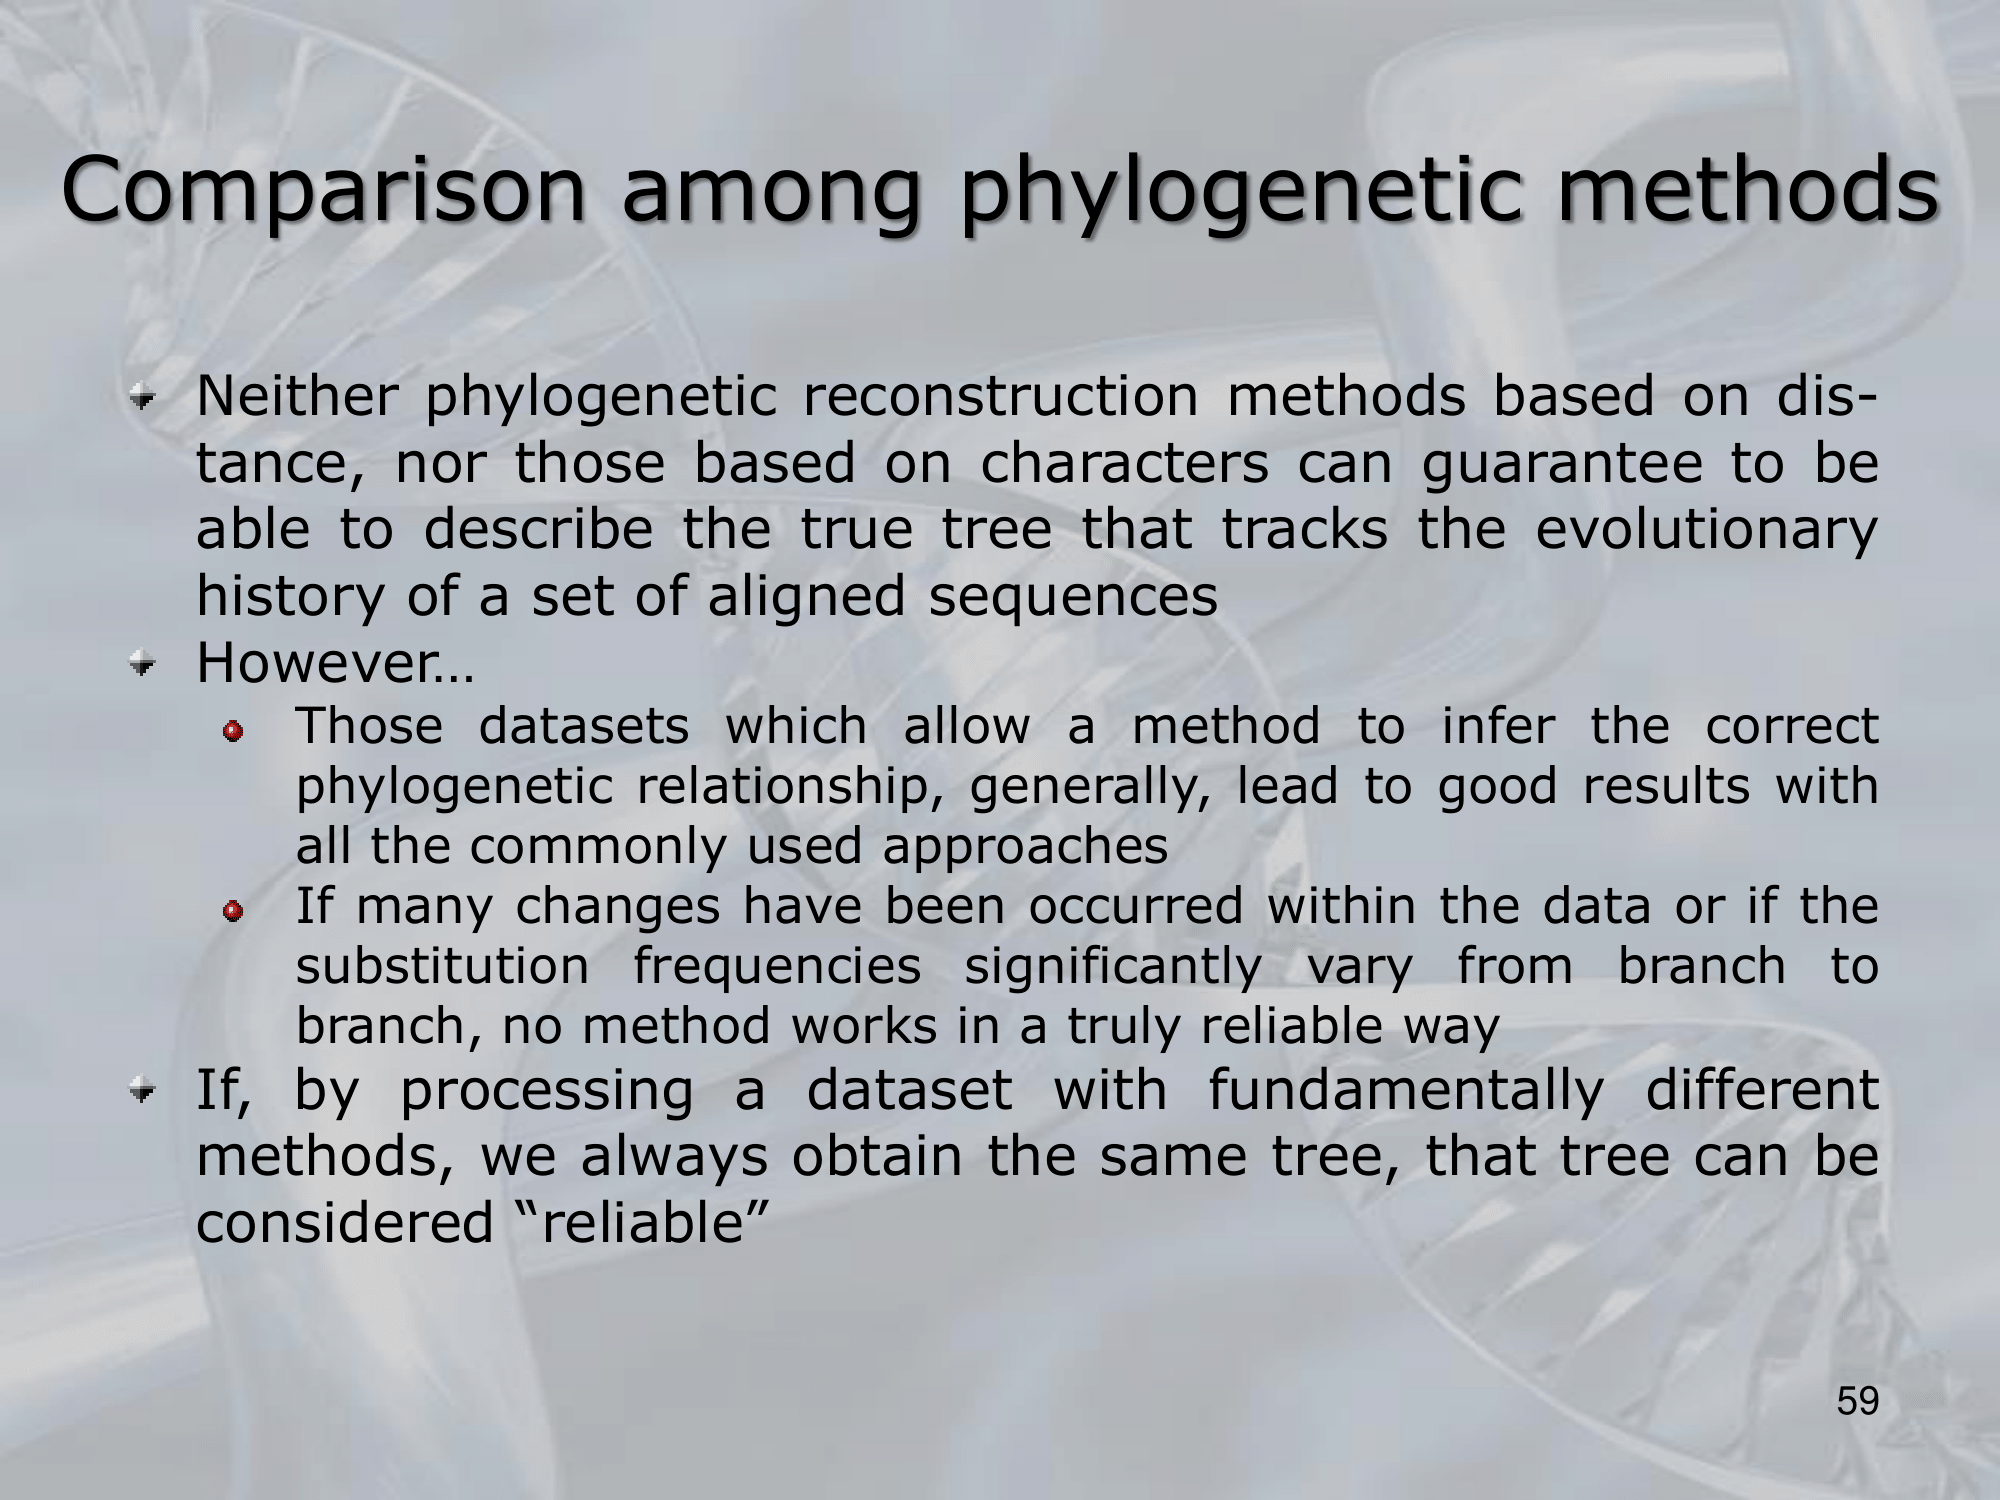 Comparison among phylogenetic methods
Neither phylogenetic reconstruction methods based on dis-
tance, nor those based on characters can guarantee to be
able to describe the true tree that tracks the evolutionary
history of a set of aligned sequences
However…
Those datasets which allow a method to infer the correct
phylogenetic relationship, generally, lead to good results with
all the commonly used approaches
If many changes have been occurred within the data or if the
substitution frequencies significantly vary from branch to
branch, no method works in a truly reliable way
If, by processing a dataset with fundamentally different
methods, we always obtain the same tree, that tree can be
considered “reliable”
59